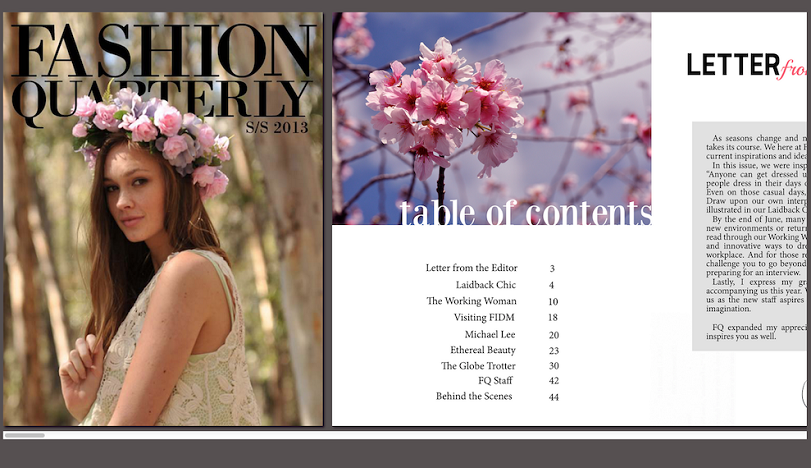 FASHION
QUARTERLY
S/S 2013
table of contents
Letter from the Editor 3
Laidback Chic 4
The Working Woman 10
Visiting FIDM 18
Michael Lee 20
Ethereal Beauty 23
The Globe Trotter 30
FQ Staff 42
Behind the Scenes 44
LETTER from
As seasons change and
takes its course. We here at
current inspirations and
In this issue, we were
“Anyone can get dressed
people dress in their days
Even on those casual days,
Draw upon our own
illustrated in our Laidback
By the end of June, many
new environments or
read through our Working
and innovative ways to
workplace. And for those
challenge you to go beyond
preparing for an interview.
Lastly, I express my
accompanying us this year.
us as the new staff aspires
imagination.
FQ expanded my
inspires you as well.